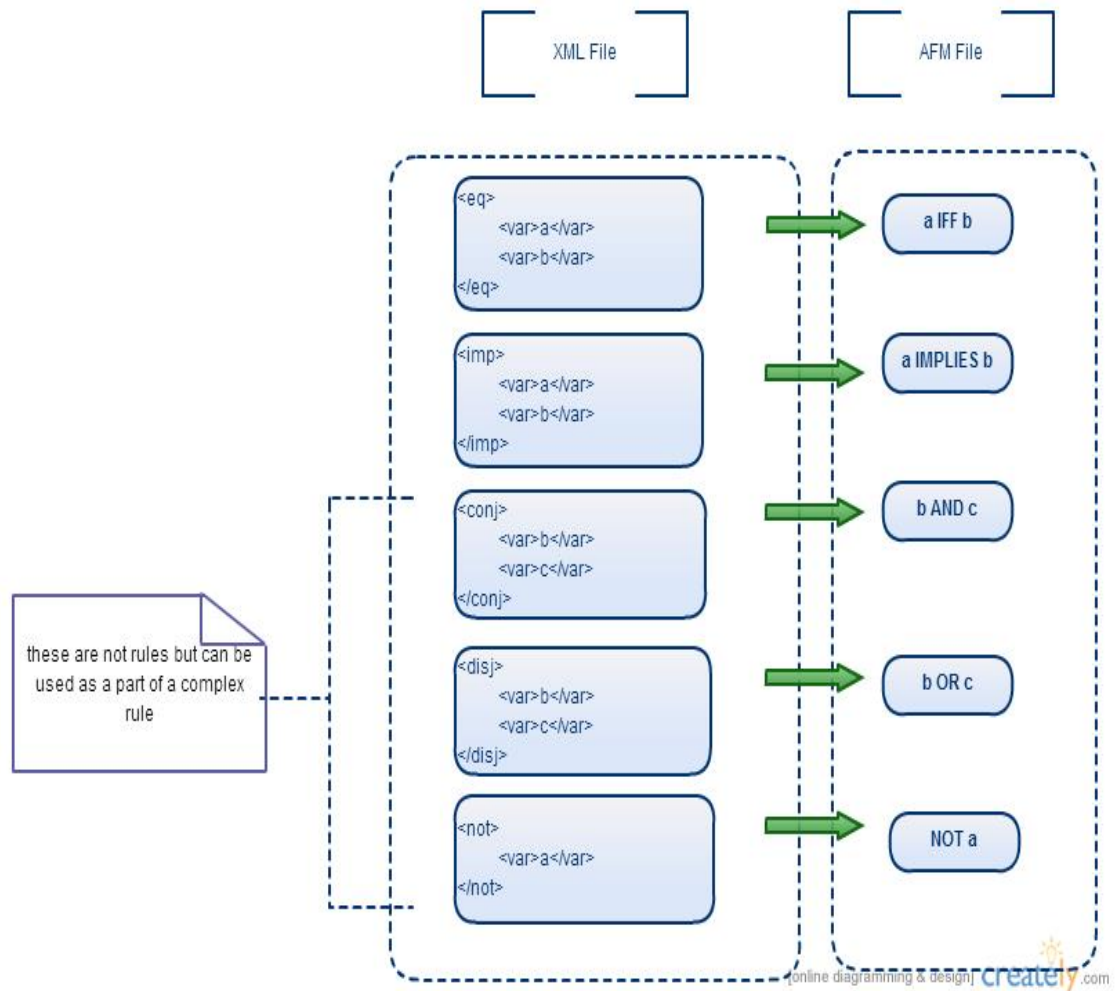 XML File
AFM File
<eq>
<var>a</var>
<var>b</var>
</eq>
a IFF b
<imp>
<var>a</var>
<var>b</var>
</imp>
a IMPLIES b
<conj>
<var>b</var>
<var>c</var>
</conj>
b AND c
these are not rules but can be
used as a part of a complex
rule
<disj>
<var>b</var>
<var>c</var>
</disj>
b OR c
<not>
<var>a</var>
</not>
NOT a
[online diagramming & design] creately.com